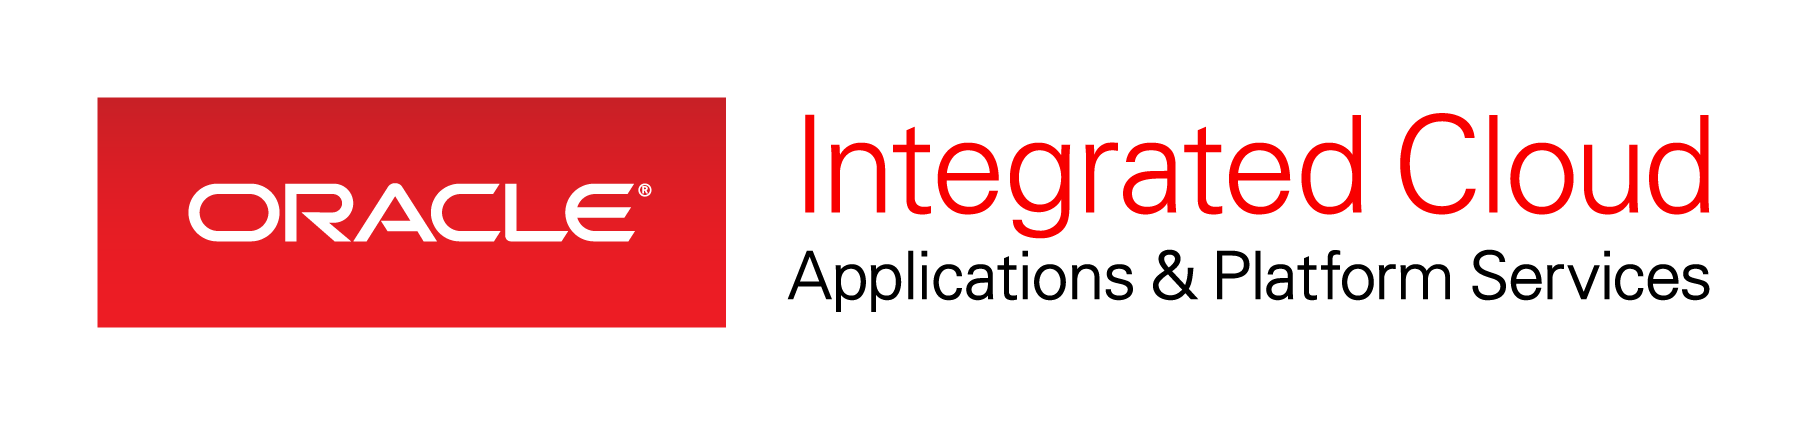 ORACLE®
Integrated Cloud
Applications & Platform Services